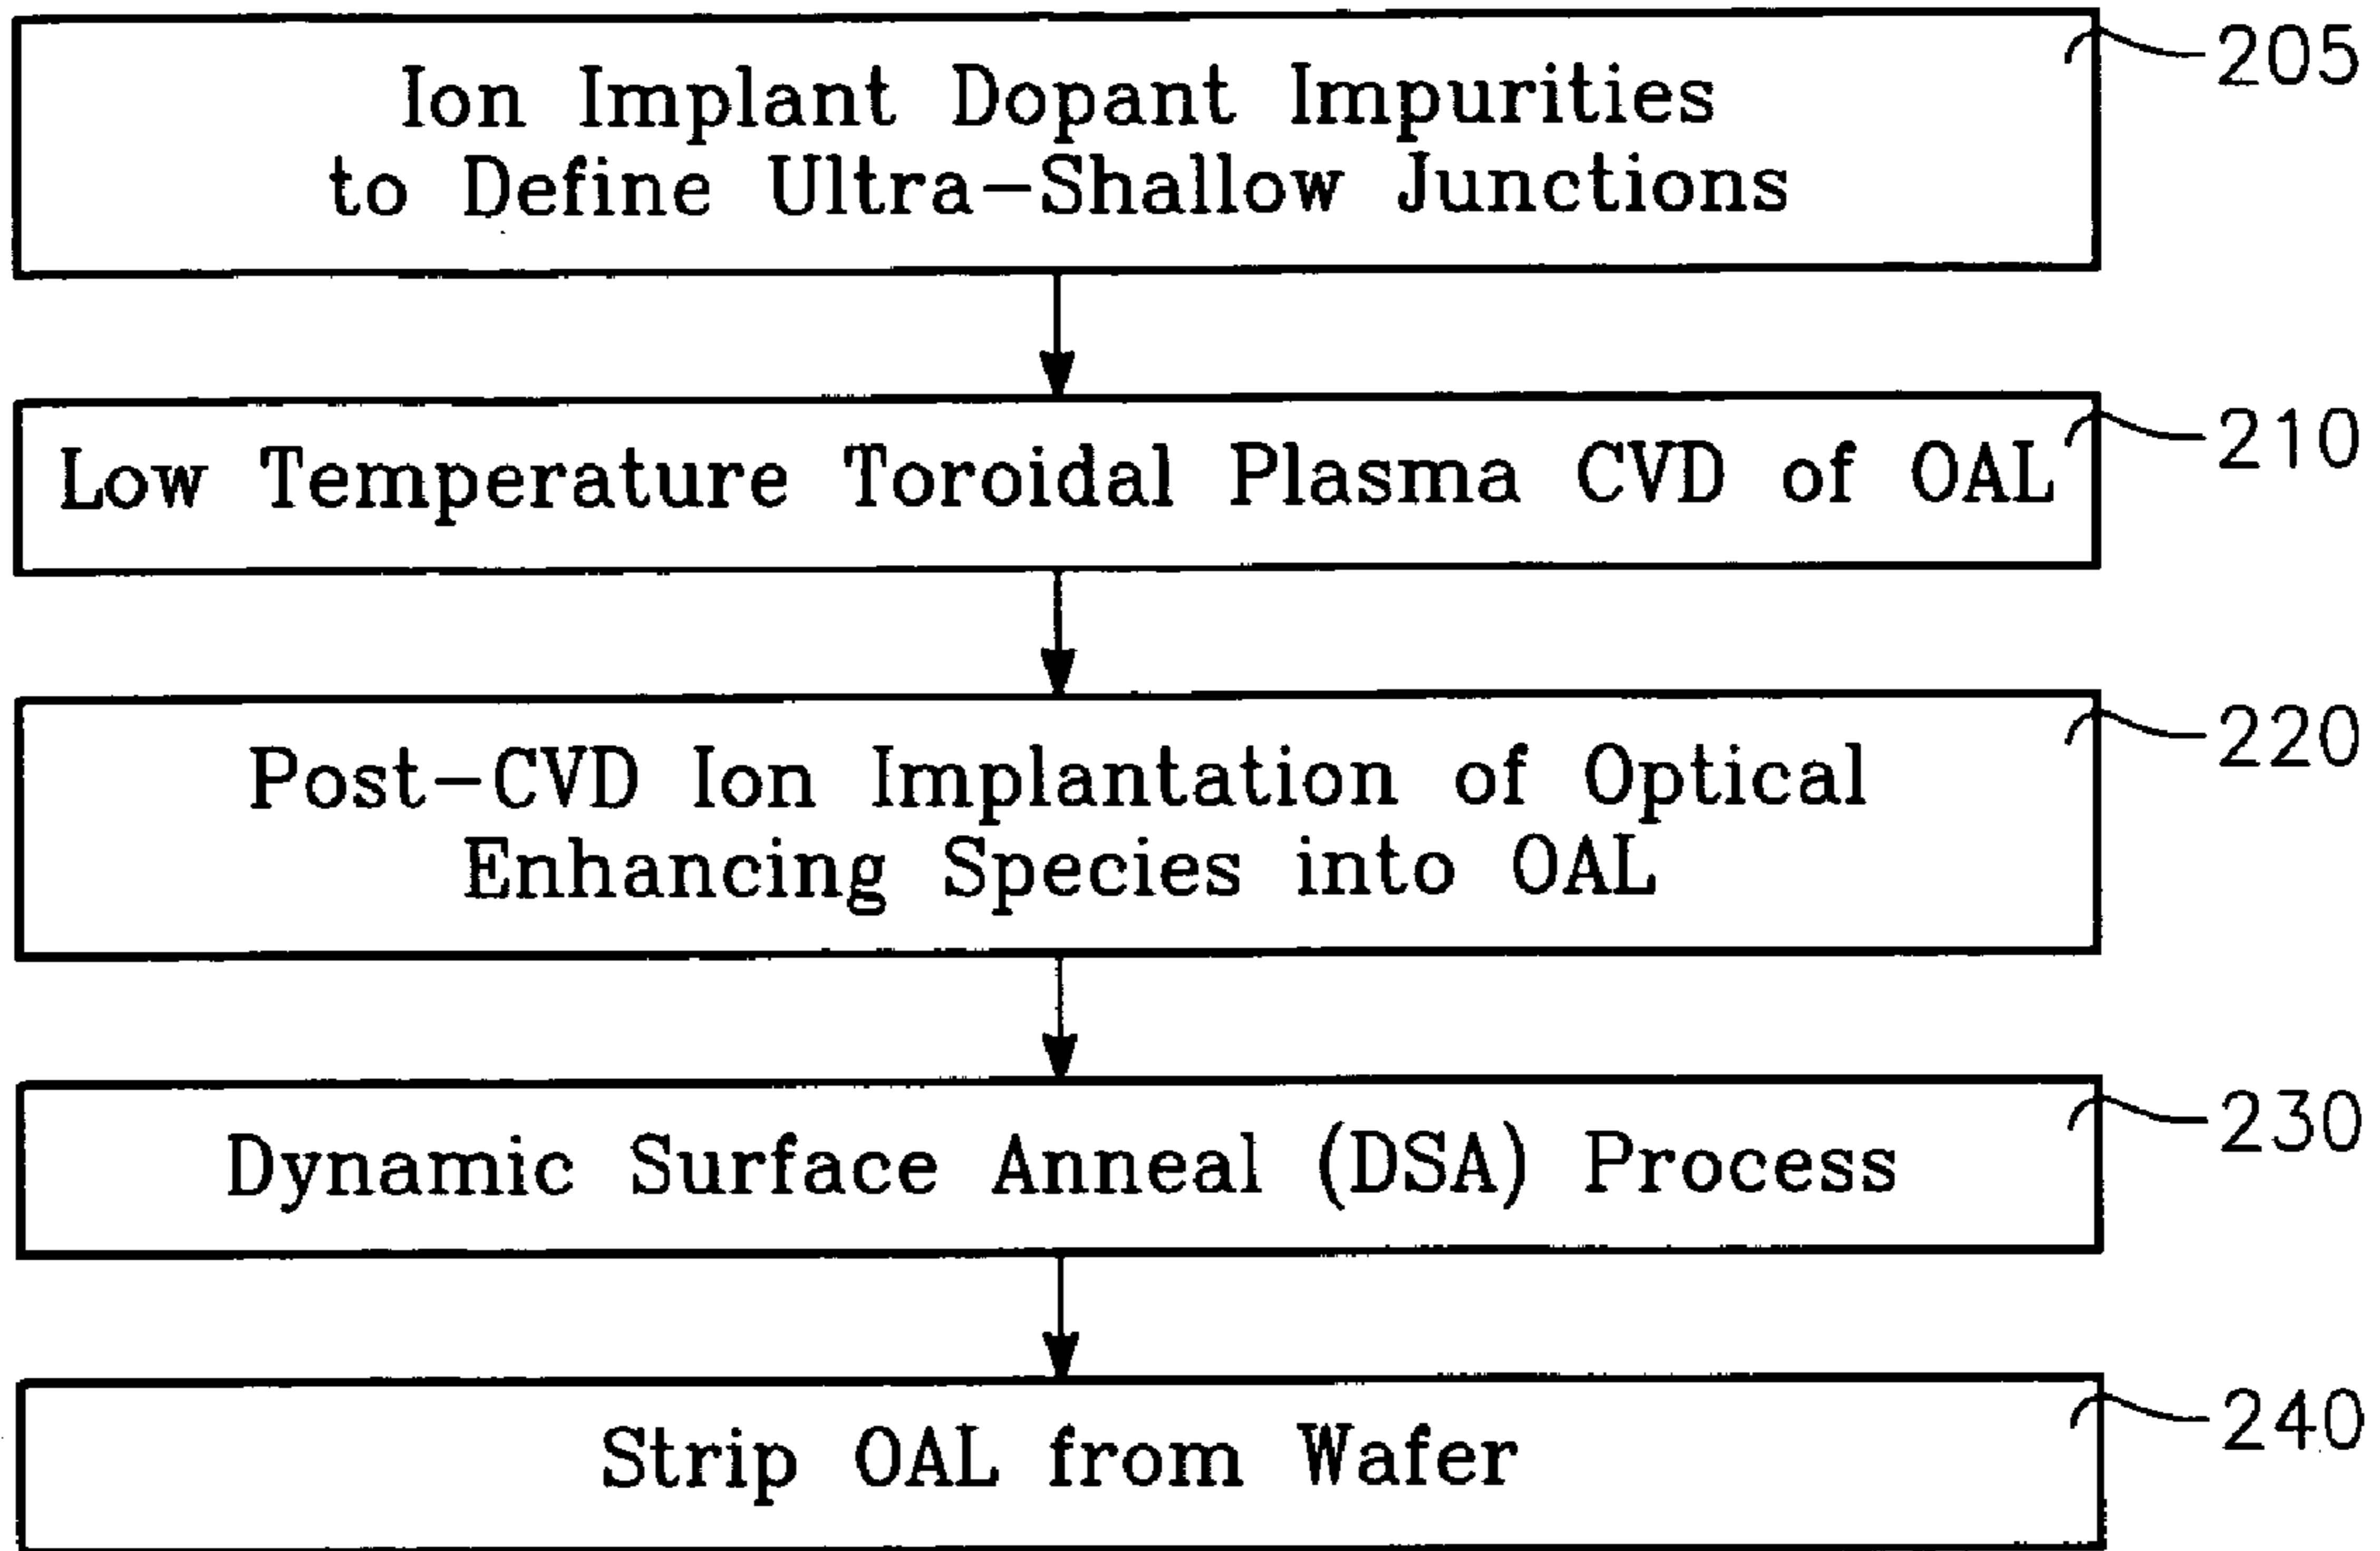 205
Ion Implant Dopant Impurities
to Define Ultra-Shallow Junctions
210
Low Temperature Toroidal Plasma CVD of OAL
220
Post-CVD Ion Implantation of Optical
Enhancing Species into OAL
230
Dynamic Surface Anneal (DSA) Process
240
Strip OAL from Wafer